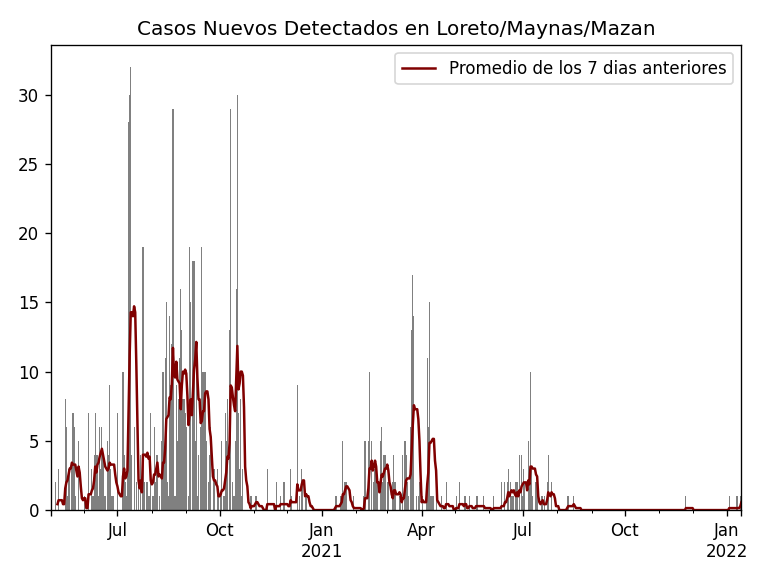 Casos Nuevos Detectados en Loreto/Maynas/Mazan
Promedio de los 7 dias anteriores
30
25
20
15
10
5
0
Jul
Oct
Jan
2021
Apr
Jul
Oct
Jan
2022